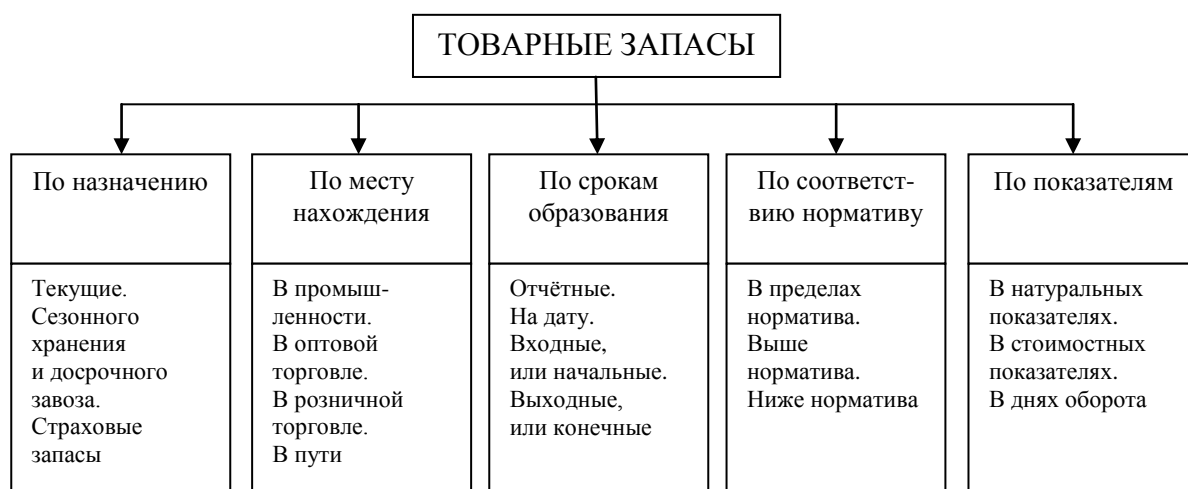 ТОВАРНЫЕ ЗАПАСЫ
По назначению
Текущие.
Сезонного
хранения
и досрочного
завоза.
Страховые
запасы
По месту
нахождения
В промыш-
ленности.
В оптовой
торговле.
В розничной
торговле.
В пути
По срокам
образования
Отчётные.
На дату.
Входные,
или начальные.
Выходные,
или конечные
По соответст-
вию нормативу
В пределах
норматива.
Выше
норматива.
Ниже норматива
По показателям
В натуральных
показателях.
В стоимостных
показателях.
В днях оборота